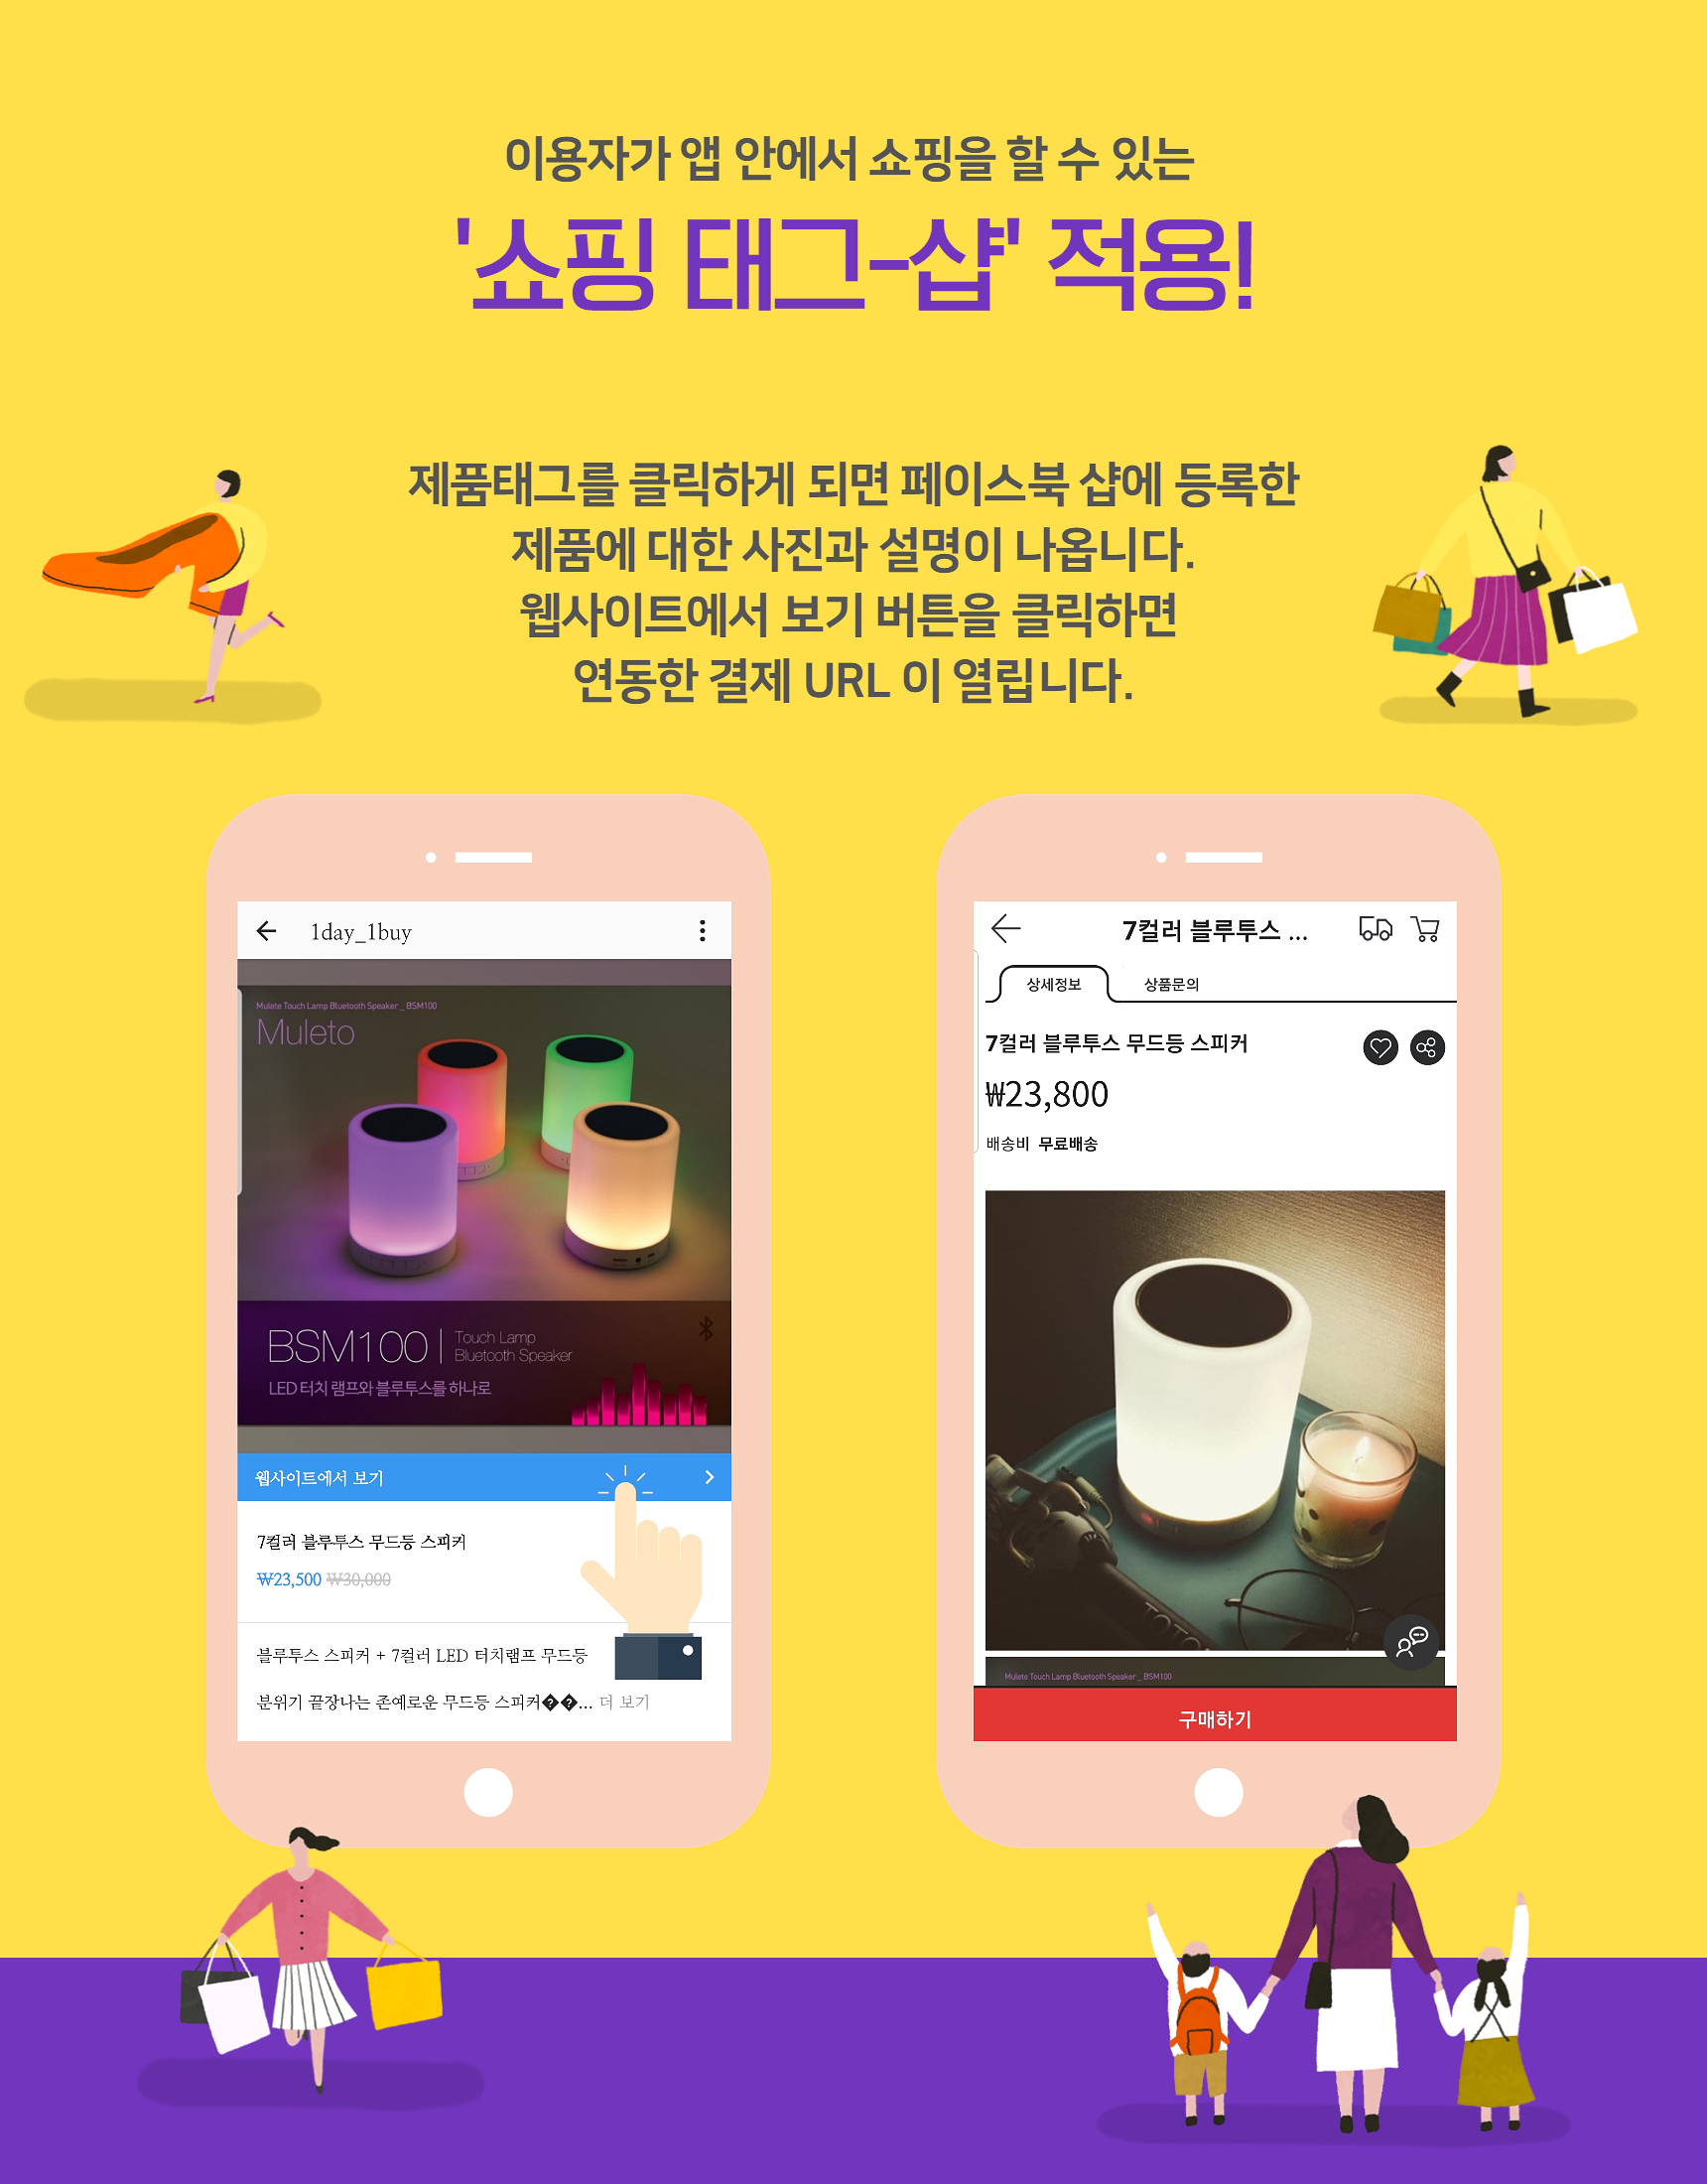 이용자가 앱 안에서 쇼핑을 할 수 있는
'쇼핑 태그-샵' 적용!
제품태그를 클릭하게 되면 페이스북 샵에 등록한
제품에 대한 사진과 설명이 나옵니다.
웹사이트에서 보기 버튼을 클릭하면
연동한 결제 URL 이 열립니다.
1day_1buy
Mulete Touch Lamp Bluetooth Speaker _ BSM100
Muleto
BSM100
Touch Lamp
Bluetooth Speaker
LED 터치 램프와 블루투스를 하나로
웹사이트에서 보기
7컬러 블루투스 무드등 스피커
₩23,500 ₩30,000
블루투스 스피커 + 7컬러 LED 터치램프 무드등
분위기 끝장나는 존예로운 무드등 스피커��... 더 보기
7컬러 블루투스 ...
상세정보 상품문의
7컬러 블루투스 무드등 스피커
₩23,800
배송비 무료배송
Mulete Touch Lamp Bluetooth Speaker _ BSM100
구매하기